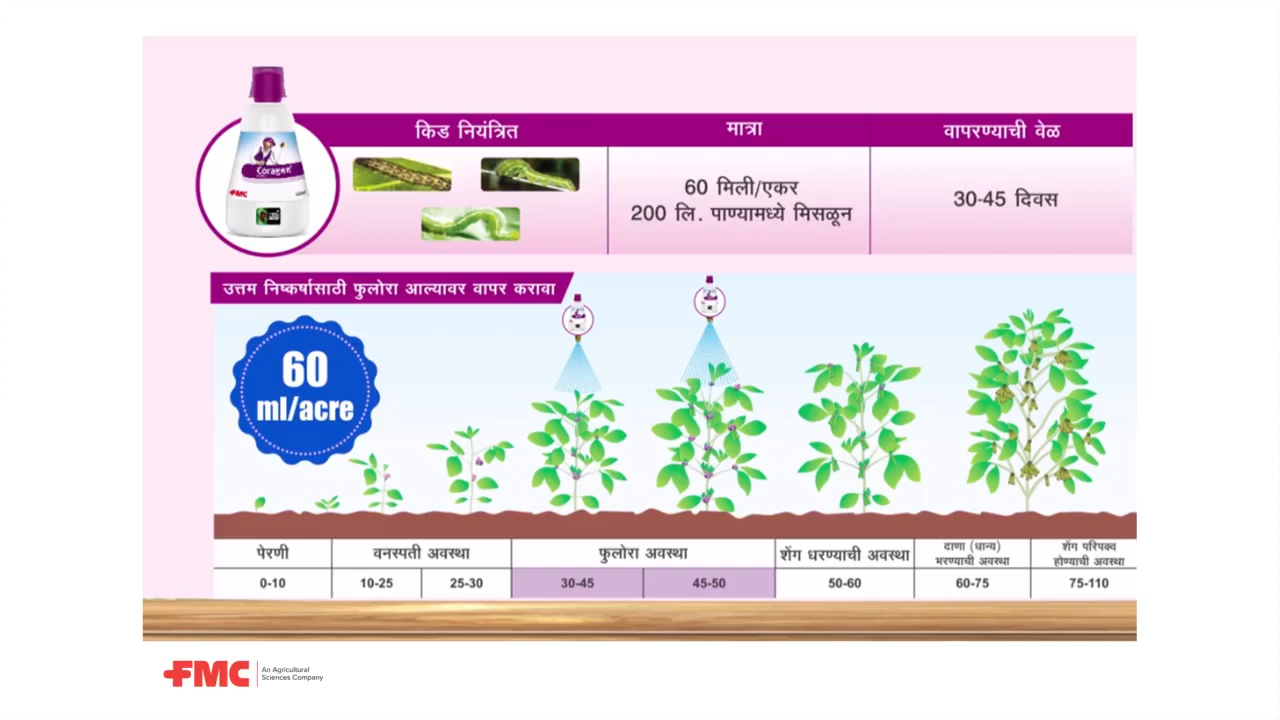 किड नियंत्रित
मात्रा
वापरण्याची वेळ
Coragen
FMC
60 मिली/एकर
200 लि. पाण्यामध्ये मिसळून
30-45 दिवस
उत्तम निष्कर्षासाठी फुलोरा आल्यावर वापर करावा
60
ml/acre
पेरणी
वनस्पती अवस्था
फुलोरा अवस्था
शेंग धरण्याची अवस्था
दाणा (धान्य)
भरण्याची अवस्था
शेंग परिपक्व
होण्याची अवस्था
0-10
10-25
25-30
30-45
45-50
50-60
60-75
75-110
FMC
An Agricultural
Sciences Company